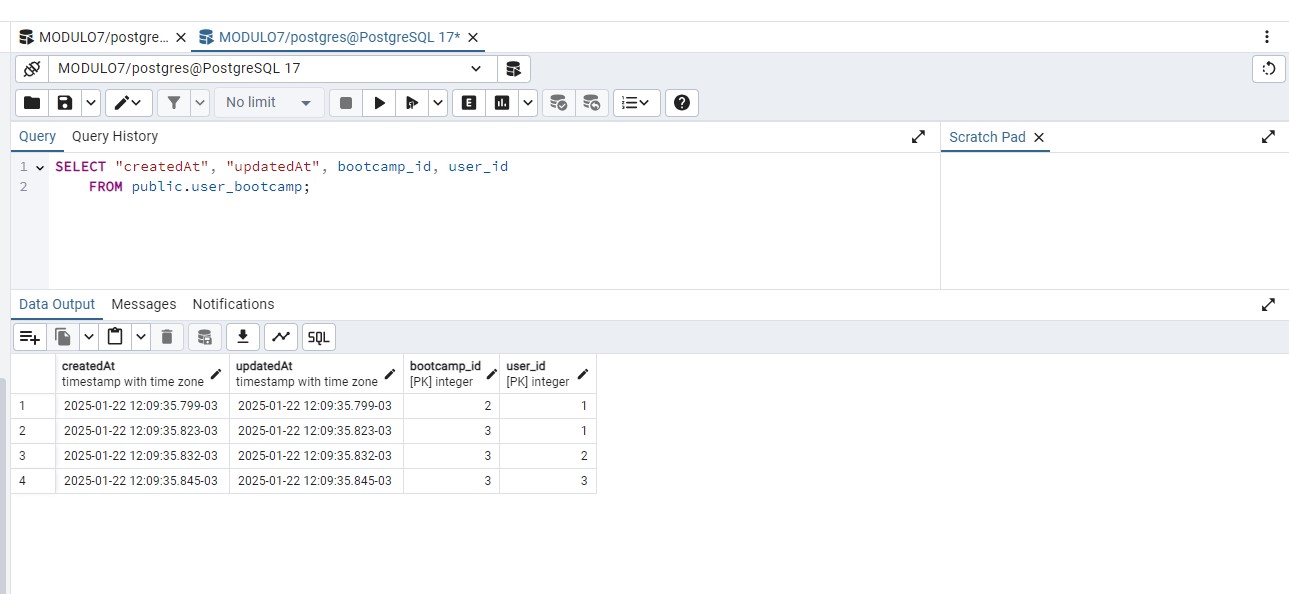 MODULO7/postgre... MODULO7/postgres@PostgreSQL 17*
MODULO7/postgres@PostgreSQL 17
No limit
Query Query History Scratch Pad
1 SELECT "createdAt", "updatedAt", bootcamp_id, user_id
2 FROM public.user_bootcamp;
Data Output Messages Notifications
SQL
createdAt updatedAt bootcamp_id user_id
timestamp with time zone timestamp with time zone [PK] integer [PK] integer
1 2025-01-22 12:09:35.799-03 2025-01-22 12:09:35.799-03 2 1
2 2025-01-22 12:09:35.823-03 2025-01-22 12:09:35.823-03 3 1
3 2025-01-22 12:09:35.832-03 2025-01-22 12:09:35.832-03 3 2
4 2025-01-22 12:09:35.845-03 2025-01-22 12:09:35.845-03 3 3